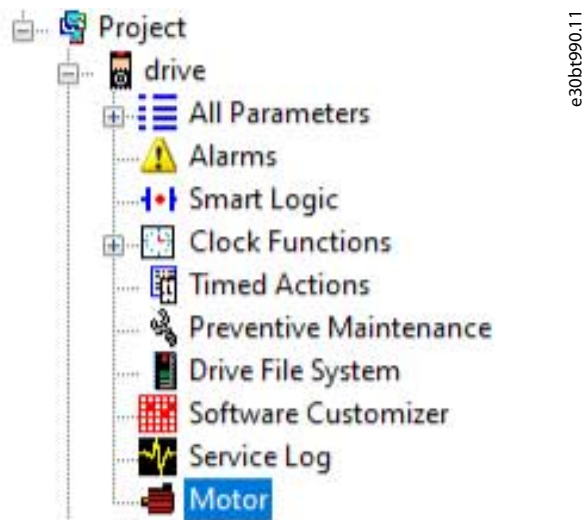 Project
drive
All Parameters
Alarms
Smart Logic
Clock Functions
Timed Actions
Preventive Maintenance
Drive File System
Software Customizer
Service Log
Motor
e30bt990.11